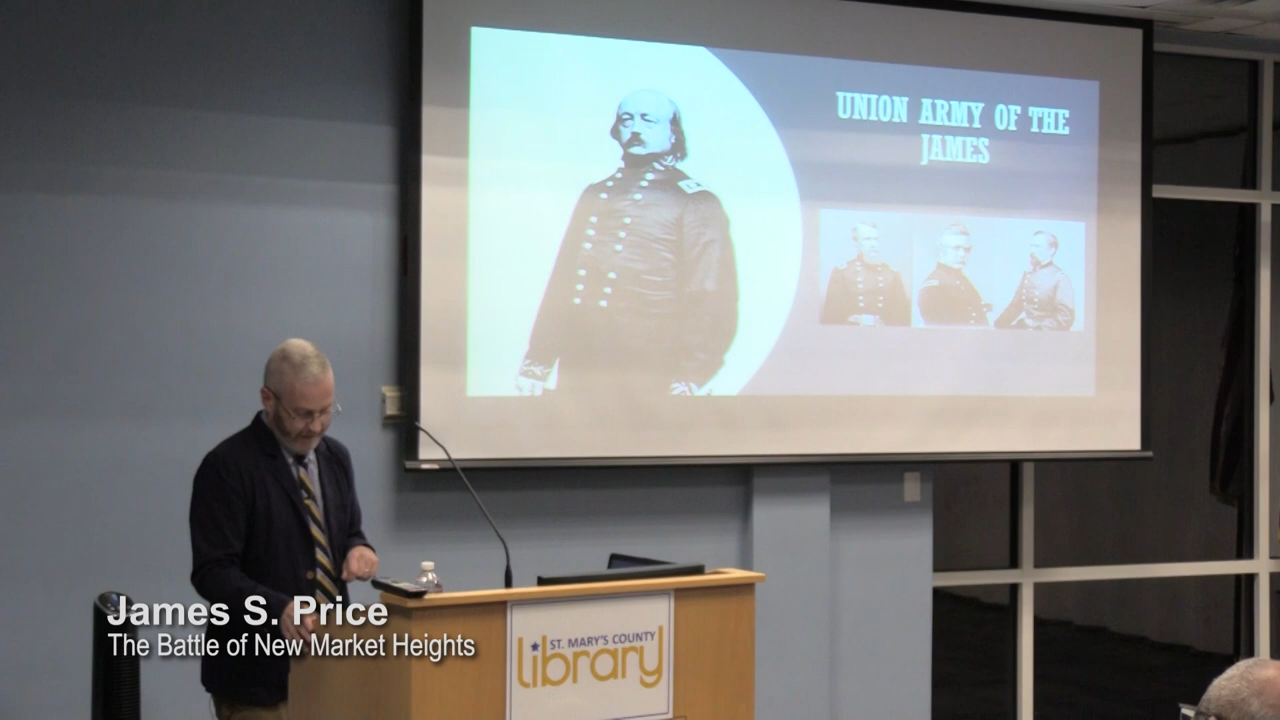 UNION ARMY OF THE
JAMES
James S. Price
The Battle of New Market Heights
ST. MARY'S COUNTY
library